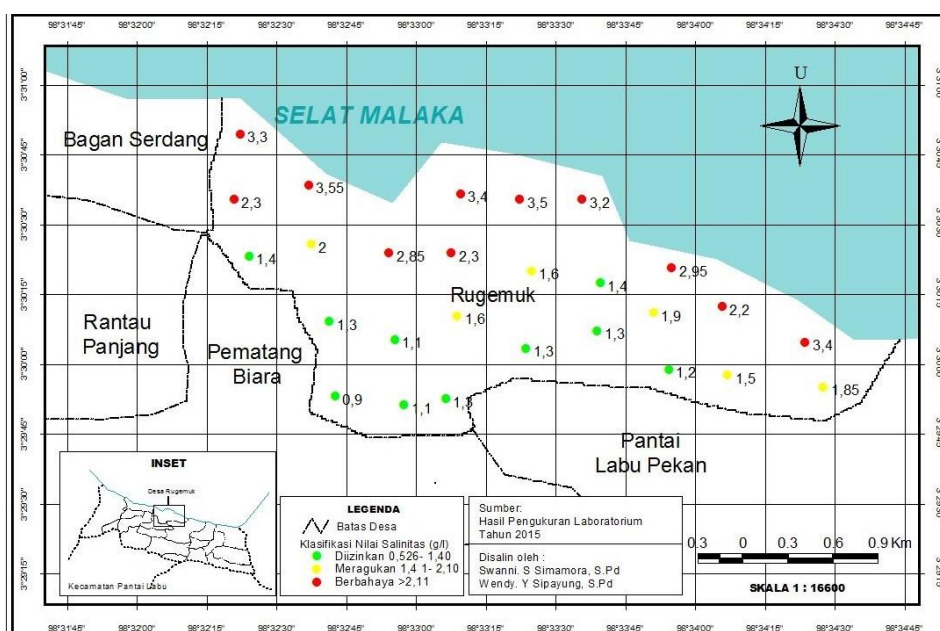 98°31'45" 98°32'00" 98°32'15" 98°32'30" 98°32'45" 98°33'00" 98°33'15" 98°33'30" 98°33'45" 98°34'00" 98°34'15" 98°34'30" 98°34'45"
3°31'00"
3°30'45"
3°30'30"
3°30'15"
3°30'00"
3°29'45"
3°29'30"
3°29'15"
U
SELAT MALAKA
Bagan Serdang
3,3
3,55
2,3
3,4
3,5
3,2
2
1,4
2,85
2,3
1,6
2,95
1,4
Rugemuk
2,2
1,9
1,6
1,3
1,3
Rantau
Panjang
1,1
1,3
3,4
Pematang
Biara
1,2
1,5
1,85
0,9
1,1
Pantai
Labu Pekan
INSET
Desa Rugemuk
Kecamatan Pantai Labu
LEGENDA
Batas Desa
Klasifikasi Nilai Salinitas (g/l)
Diizinkan 0,526- 1,40
Meragukan 1,4 1- 2,10
Berbahaya >2,11
Sumber:
Hasil Pengukuran Laboratorium
Tahun 2015
Disalin oleh :
Swanni. S Simamora, S.Pd
Wendy. Y Sipayung, S.Pd
0.3 0 0.3 0.6 0.9 Km
SKALA 1 : 16600
98°31'45" 98°32'00" 98°32'15" 98°32'30" 98°32'45" 98°33'00" 98°33'15" 98°33'30" 98°33'45" 98°34'00" 98°34'15" 98°34'30" 98°34'45"